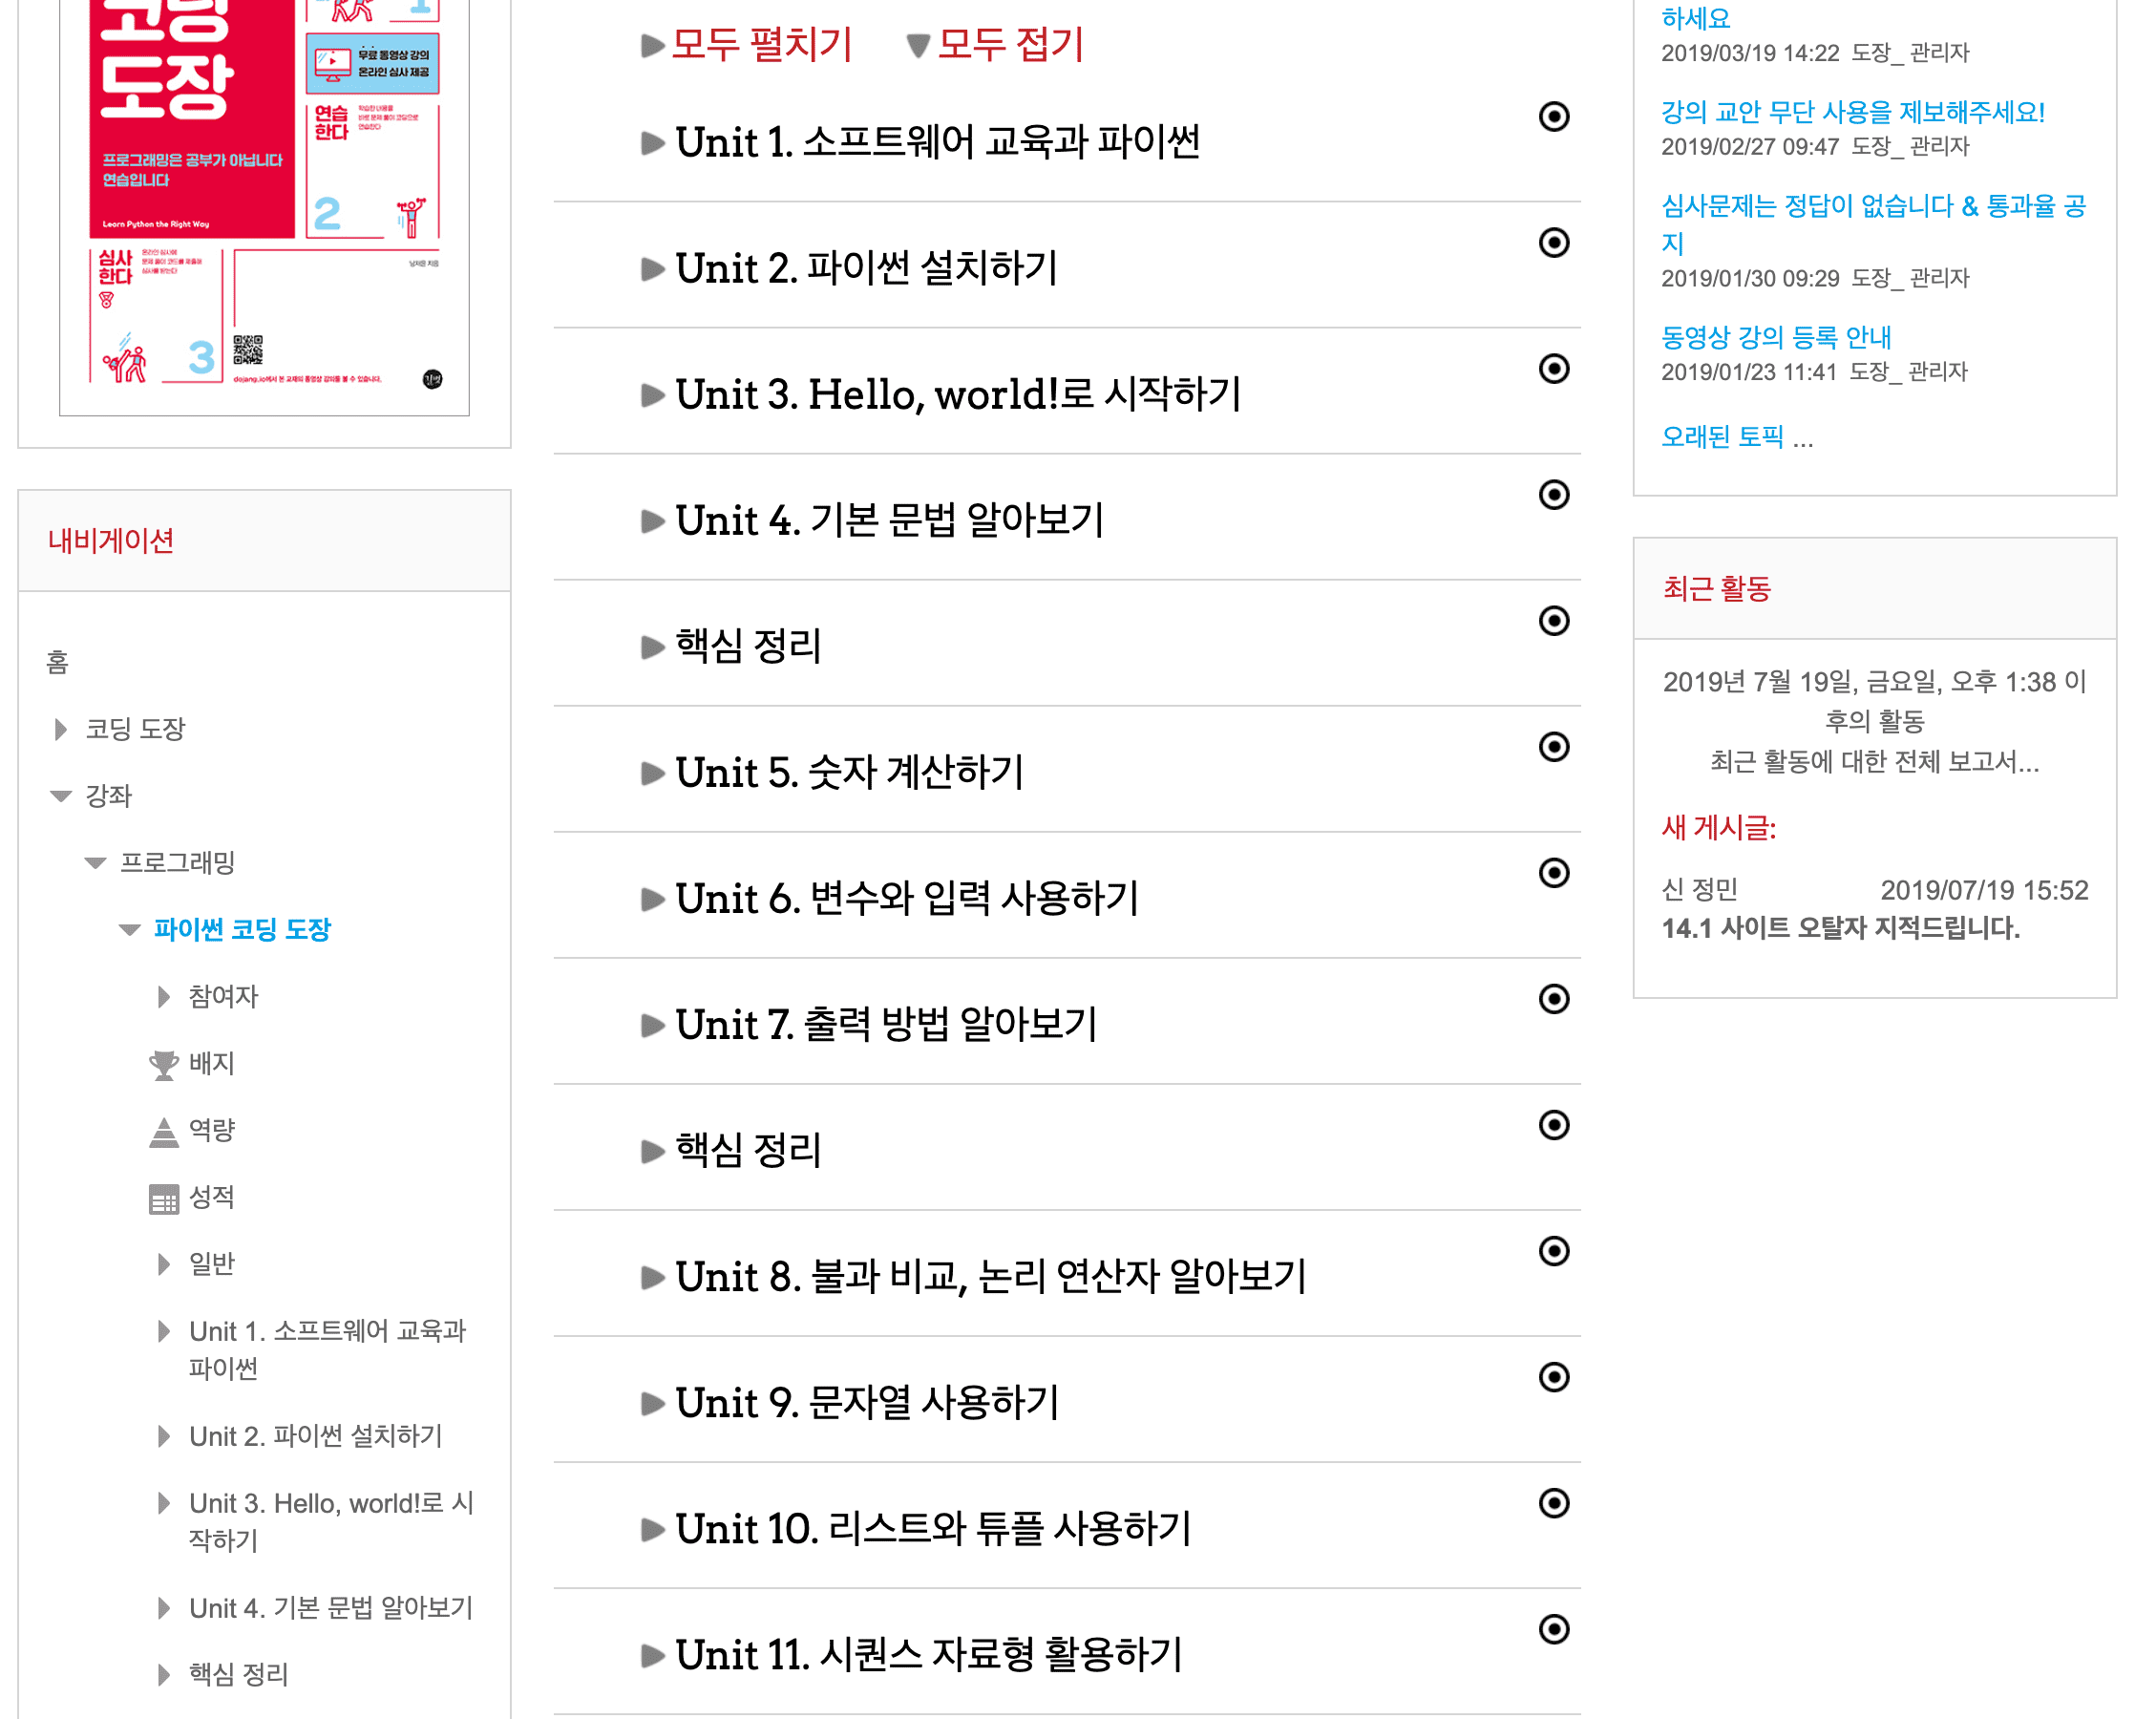 코딩
도장
프로그래밍은 공부가 아닙니다
연습입니다
Learn Python the Right Way
1
무료 동영상 강의
온라인 심사 제공
연습
한다
2
심사
한다
3
dojang.io에서 본 교재의 동영상 강의를 볼 수 있습니다.
길벗
내비게이션
홈
코딩 도장
강좌
프로그래밍
파이썬 코딩 도장
참여자
배지
역량
성적
일반
Unit 1. 소프트웨어 교육과
파이썬
Unit 2. 파이썬 설치하기
Unit 3. Hello, world!로 시
작하기
Unit 4. 기본 문법 알아보기
핵심 정리
모두 펼치기 모두 접기
Unit 1. 소프트웨어 교육과 파이썬
Unit 2. 파이썬 설치하기
Unit 3. Hello, world!로 시작하기
Unit 4. 기본 문법 알아보기
핵심 정리
Unit 5. 숫자 계산하기
Unit 6. 변수와 입력 사용하기
Unit 7. 출력 방법 알아보기
핵심 정리
Unit 8. 불과 비교, 논리 연산자 알아보기
Unit 9. 문자열 사용하기
Unit 10. 리스트와 튜플 사용하기
Unit 11. 시퀀스 자료형 활용하기
하세요
2019/03/19 14:22 도장_ 관리자
강의 교안 무단 사용을 제보해주세요!
2019/02/27 09:47 도장_ 관리자
심사문제는 정답이 없습니다 & 통과율 공
지
2019/01/30 09:29 도장_ 관리자
동영상 강의 등록 안내
2019/01/23 11:41 도장_ 관리자
오래된 토픽 ...
최근 활동
2019년 7월 19일, 금요일, 오후 1:38 이
후의 활동
최근 활동에 대한 전체 보고서...
새 게시글:
신 정민 2019/07/19 15:52
14.1 사이트 오탈자 지적드립니다.